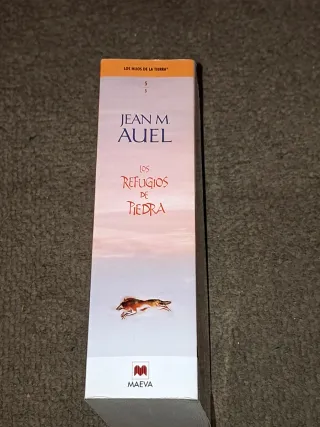 LOS HIJOS DE LA TIERRA®
JEAN M
AUEL
LOS
REFUGIOS
DE
PIEDRA
MAEVA